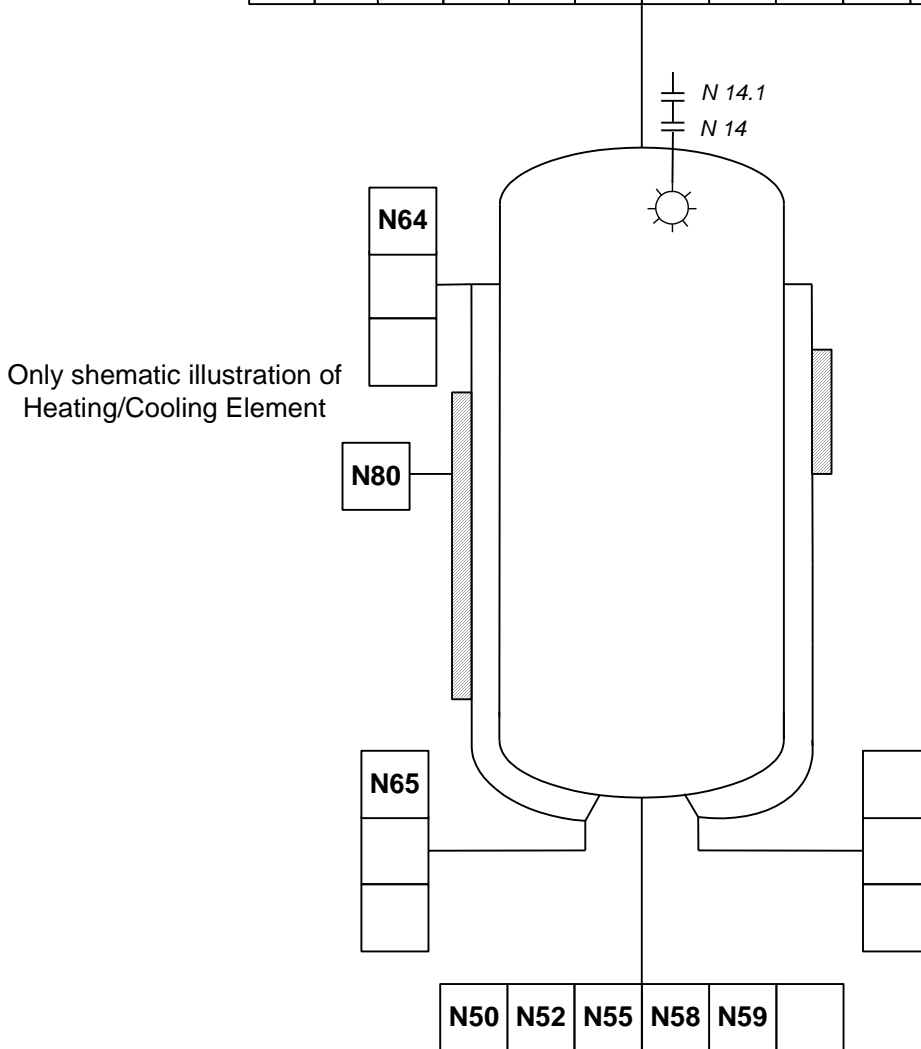 N 14.1
N 14
N64
Only shematic illustration of
Heating/Cooling Element
N80
N65
N50 N52 N55 N58 N59